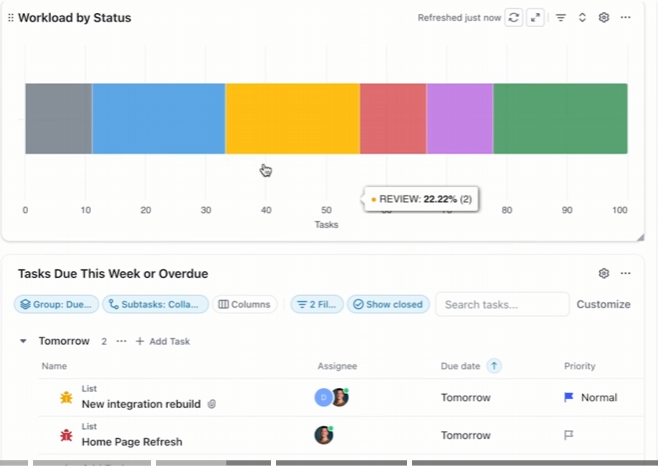 Workload by Status
Refreshed just now
REVIEW: 22.22% (2)
0 10 20 30 40 50 70 80 90 100
Tasks
Tasks Due This Week or Overdue
Group: Due... Subtasks: Colla... Columns 2 Fil... Show closed Search tasks... Customize
Tomorrow 2 ... + Add Task
Name Assignee Due date Priority
List
New integration rebuild D Tomorrow Normal
List
Home Page Refresh Tomorrow